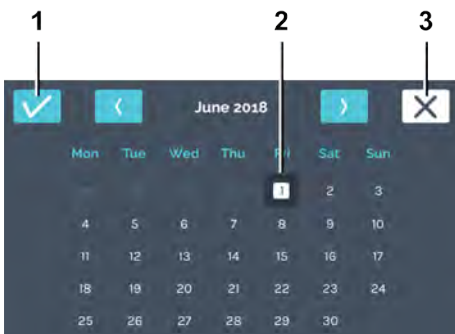 1 2 3
June 2018
Mon Tue Wed Thu Fri Sat Sun
1 2 3
4 5 6 7 8 9 10
11 12 13 14 15 16 17
18 19 20 21 22 23 24
25 26 27 28 29 30